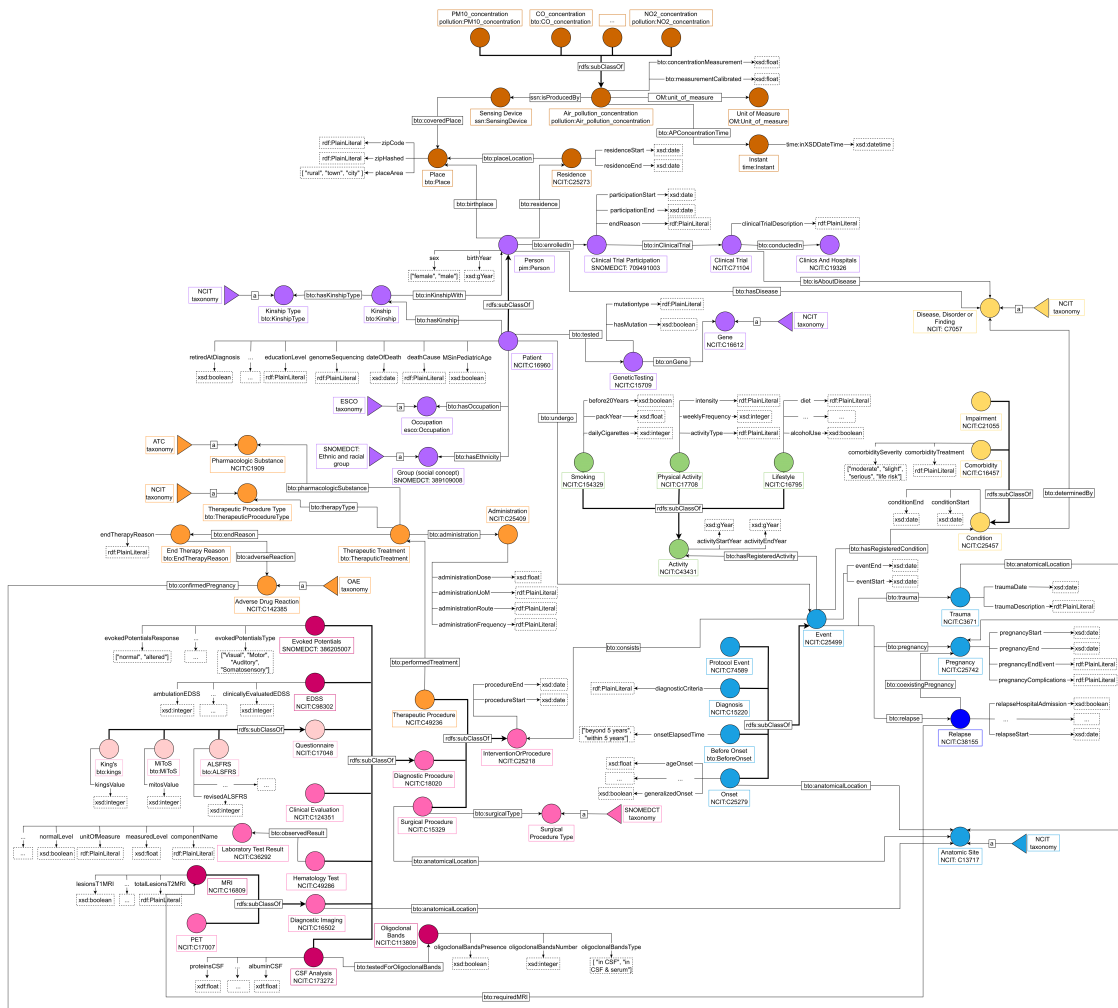 PM10_concentration
pollution:PM10_concentration
CO_concentration
bto:CO_concentration
...
NO2_concentration
pollution:NO2_concentration
rdfs:subClassOf
bto:concentrationMeasurement
xsd:float
bto:measurementCalibrated
xsd:float
ssn:isProducedBy
OM:unit_of_measure
Sensing Device
ssn:SensingDevice
Air_pollution_concentration
pollution:Air_pollution_concentration
Unit of Measure
OM:Unit_of_measure
bto:coveredPlace
bto:APConcentrationTime
rdf:PlainLiteral
zipCode
rdf:PlainLiteral
zipHashed
["rural", "town", "city" ]
placeArea
bto:placeLocation
residenceStart
xsd:date
residenceEnd
xsd:date
time:inXSDDateTime
xsd:datetime
Instant
time:Instant
Place
bto:Place
Residence
NCIT:C25273
bto:birthplace
bto:residence
participationStart
xsd:date
participationEnd
xsd:date
endReason
rdf:PlainLiteral
clinicalTrialDescription
rdf:PlainLiteral
bto:enrolledIn
bto:inClinicalTrial
bto:conductedIn
sex
birthYear
["female", "male"]
xsd:gYear
Person
pim:Person
Clinical Trial Participation
SNOMEDCT: 709491003
Clinical Trial
NCIT:C71104
Clinics And Hospitals
NCIT:C19326
bto:isAboutDisease
bto:hasDisease
NCIT
taxonomy
a
bto:hasKinshipType
bto:inKinshipWith
rdfs:subClassOf
Kinship Type
bto:KinshipType
Kinship
bto:Kinship
bto:hasKinship
mutationtype
rdf:PlainLiteral
hasMutation
xsd:boolean
bto:tested
bto:onGene
Gene
NCIT:C16612
a
NCIT
taxonomy
Disease, Disorder or
Finding
NCIT: C7057
a
NCIT
taxonomy
GeneticTesting
NCIT:C15709
Patient
NCIT:C16960
retiredAtDiagnosis
...
educationLevel
genomeSequencing
dateOfDeath
deathCause
MSinPediatricAge
xsd:boolean
...
rdf:PlainLiteral
rdf:PlainLiteral
xsd:date
rdf:PlainLiteral
xsd:boolean
ESCO
taxonomy
a
bto:hasOccupation
Occupation
esco:Occupation
bto:undergo
before20Years
xsd:boolean
packYear
xsd:float
dailyCigarettes
xsd:integer
intensity
rdf:PlainLiteral
weeklyFrequency
xsd:integer
activityType
rdf:PlainLiteral
diet
rdf:PlainLiteral
...
...
alcoholUse
xsd:boolean
Impairment
NCIT:C21055
ATC
taxonomy
a
Pharmacologic Substance
NCIT:C1909
SNOMEDCT:
Ethnic and racial
group
a
bto:hasEthnicity
Group (social concept)
SNOMEDCT: 389109008
Smoking
NCIT:C154329
Physical Activity
NCIT:C17708
Lifestyle
NCIT:C16795
comorbiditySeverity
comorbidityTreatment
["moderate", "slight",
"serious", "life risk"]
rdf:PlainLiteral
Comorbidity
NCIT:C16457
rdfs:subClassOf
bto:pharmacologicSubstance
NCIT
taxonomy
a
bto:therapyType
Therapeutic Procedure Type
bto:TherapeuticProcedureType
rdfs:subClassOf
bto:determinedBy
conditionEnd
conditionStart
xsd:date
xsd:date
Administration
NCIT:C25409
endTherapyReason
rdf:PlainLiteral
bto:endReason
End Therapy Reason
bto:EndTherapyReason
bto:administration
Therapeutic Treatment
bto:TheraputicTreatment
xsd:gYear
xsd:gYear
activityStartYear
activityEndYear
bto:hasRegisteredActivity
Activity
NCIT:C43431
bto:hasRegisteredCondition
Condition
NCIT:C25457
bto:adverseReaction
bto:confirmedPregnancy
Adverse Drug Reaction
NCIT:C142385
a
OAE
taxonomy
administrationDose
xsd:float
administrationUoM
rdf:PlainLiteral
administrationRoute
rdf:PlainLiteral
administrationFrequency
rdf:PlainLiteral
eventEnd
xsd:date
eventStart
xsd:date
bto:anatomicalLocation
bto:trauma
Trauma
NCIT:C3671
traumaDate
xsd:date
traumaDescription
rdf:PlainLiteral
evokedPotentialsResponse
...
evokedPotentialsType
["normal", "altered"]
...
["Visual", "Motor",
"Auditory",
"Somatosensory"]
Evoked Potentials
SNOMEDCT: 386205007
bto:performedTreatment
bto:consists
Event
NCIT:C25499
Protocol Event
NCIT:C74589
bto:pregnancy
Pregnancy
NCIT:C25742
pregnancyStart
xsd:date
pregnancyEnd
xsd:date
pregnancyEndEvent
rdf:PlainLiteral
pregnancyComplications
rdf:PlainLiteral
bto:coexistingPregnancy
ambulationEDSS
...
clinicallyEvaluatedEDSS
xsd:integer
...
xsd:integer
EDSS
NCIT:C98302
procedureEnd
xsd:date
procedureStart
xsd:date
Therapeutic Procedure
NCIT:C49236
rdf:PlainLiteral
diagnosticCriteria
Diagnosis
NCIT:C15220
rdfs:subClassOf
bto:relapse
Relapse
NCIT:C38155
relapseHospitalAdmission
xsd:boolean
...
...
relapseStart
xsd:date
rdfs:subClassOf
Questionnaire
NCIT:C17048
King's
bto:kings
MiToS
bto:MiToS
ALSFRS
bto:ALSFRS
rdfs:subClassOf
rdfs:subClassOf
InterventionOrProcedure
NCIT:C25218
["beyond 5 years",
"within 5 years"]
onsetElapsedTime
Before Onset
bto:BeforeOnset
kingsValue
xsd:integer
mitosValue
xsd:integer
...
...
revisedALSFRS
xsd:integer
Diagnostic Procedure
NCIT:C18020
xsd:float
ageOnset
...
...
xsd:boolean
generalizedOnset
Onset
NCIT:C25279
bto:anatomicalLocation
Clinical Evaluation
NCIT:C124351
Surgical Procedure
NCIT:C15329
bto:surgicalType
Surgical
Procedure Type
a
SNOMEDCT
taxonomy
...
normalLevel
unitOfMeasure
measuredLevel
componentName
...
xsd:boolean
rdf:PlainLiteral
xsd:float
rdf:PlainLiteral
bto:observedResult
Laboratory Test Result
NCIT:C36292
Hematology Test
NCIT:C49286
bto:anatomicalLocation
Anatomic Site
NCIT: C13717
a
NCIT
taxonomy
lesionsT1MRI
...
totalLesionsT2MRI
xsd:boolean
...
rdf:PlainLiteral
MRI
NCIT:C16809
rdfs:subClassOf
PET
NCIT:C17007
Diagnostic Imaging
NCIT:C16502
bto:anatomicalLocation
Oligoclonal
Bands
NCIT:C113809
oligoclonalBandsPresence
oligoclonalBandsNumber
oligoclonalBandsType
xsd:boolean
xsd:integer
[ "in CSF", "in
CSF & serum"]
proteinsCSF
...
albuminCSF
xdf:float
...
xdf:float
CSF Analysis
NCIT:C173272
bto:testedForOligoclonalBands
bto:requiredMRI